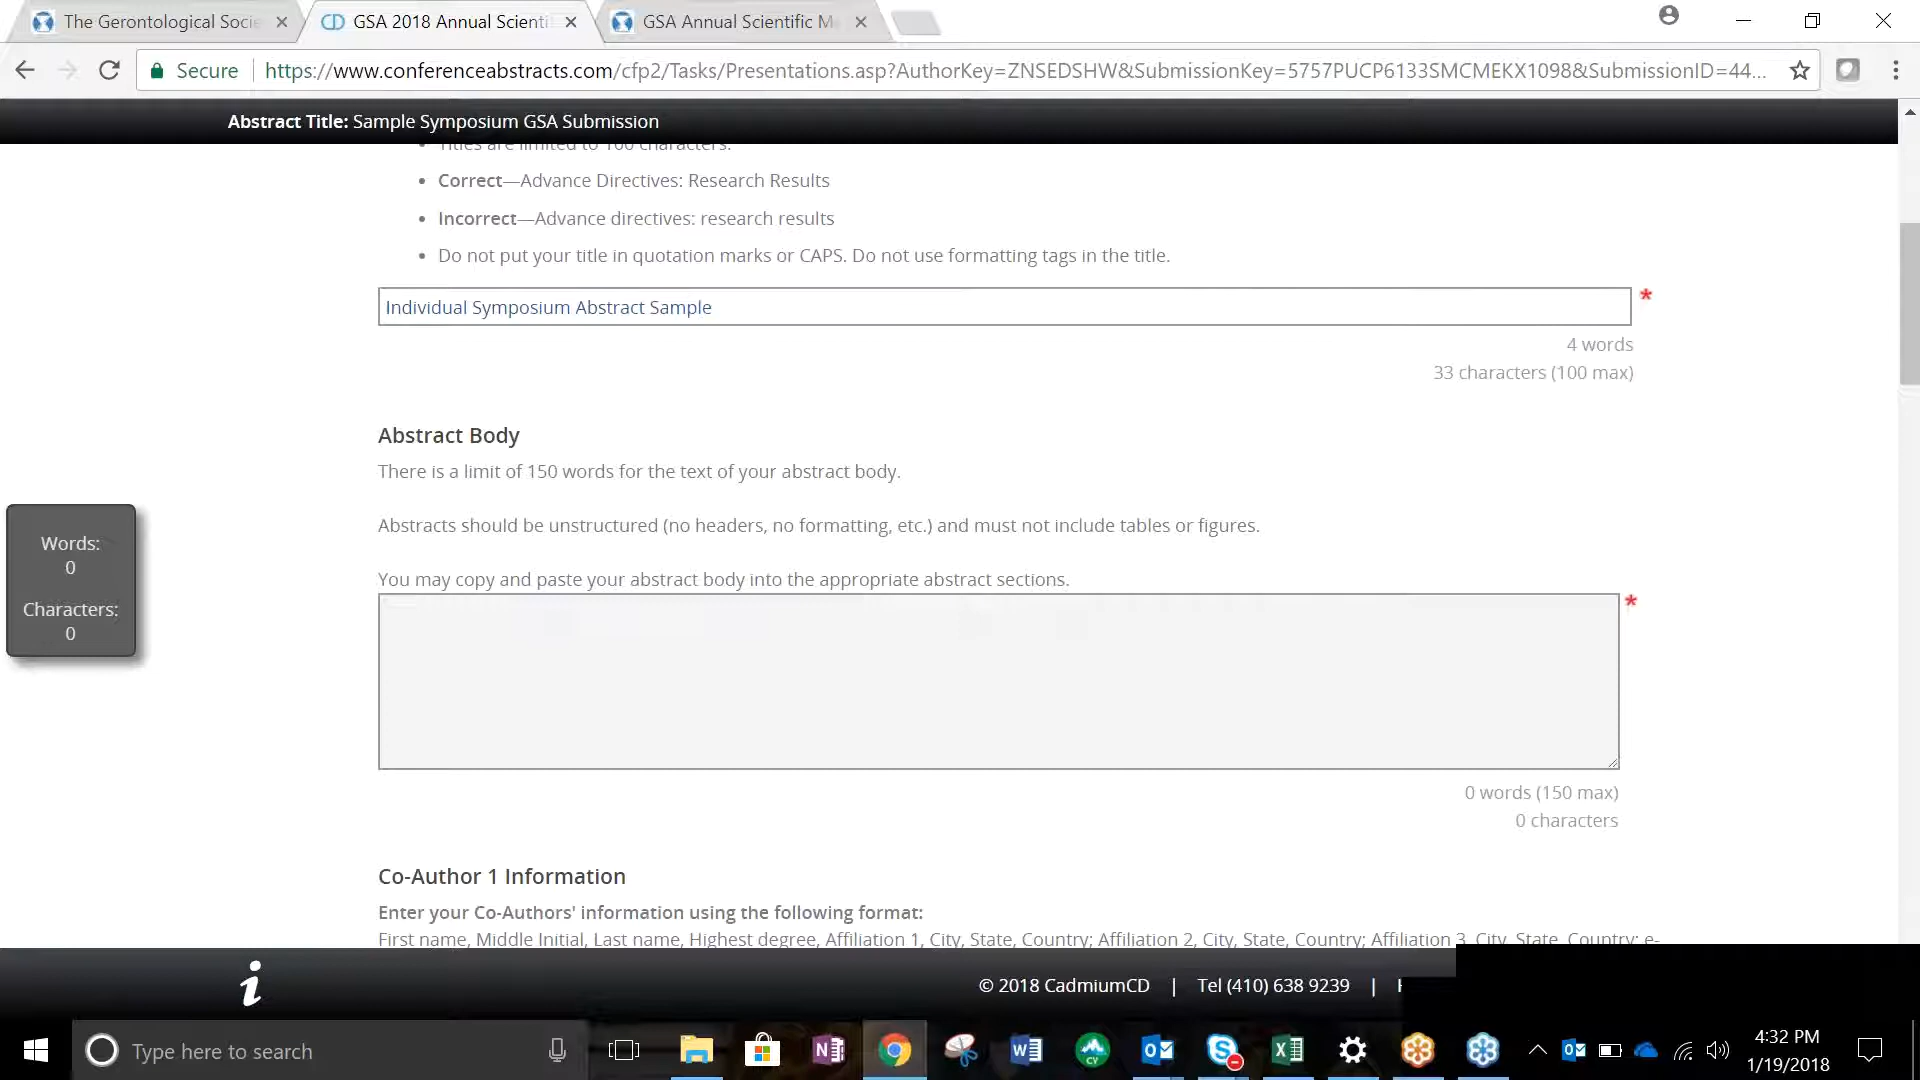 The Gerontological Socie
GSA 2018 Annual Scienti
GSA Annual Scientific M
Secure
https://www.conferenceabstracts.com/cfp2/Tasks/Presentations.asp?AuthorKey=ZNSEDSHW&SubmissionKey=5757PUCP6133SMCMEKX1098&SubmissionID=44...
Abstract Title: Sample Symposium GSA Submission
• Titles are limited to 100 characters.
• Correct—Advance Directives: Research Results
• Incorrect—Advance directives: research results
• Do not put your title in quotation marks or CAPS. Do not use formatting tags in the title.
Individual Symposium Abstract Sample *
4 words
33 characters (100 max)
Abstract Body
There is a limit of 150 words for the text of your abstract body.
Abstracts should be unstructured (no headers, no formatting, etc.) and must not include tables or figures.
You may copy and paste your abstract body into the appropriate abstract sections.
*
Words:
0
Characters:
0
0 words (150 max)
0 characters
Co-Author 1 Information
Enter your Co-Authors' information using the following format:
First name, Middle Initial, Last name, Highest degree, Affiliation 1, City, State, Country; Affiliation 2, City, State, Country; Affiliation 3, City, State, Country; e-
© 2018 CadmiumCD | Tel (410) 638 9239 |
Type here to search
4:32 PM
1/19/2018